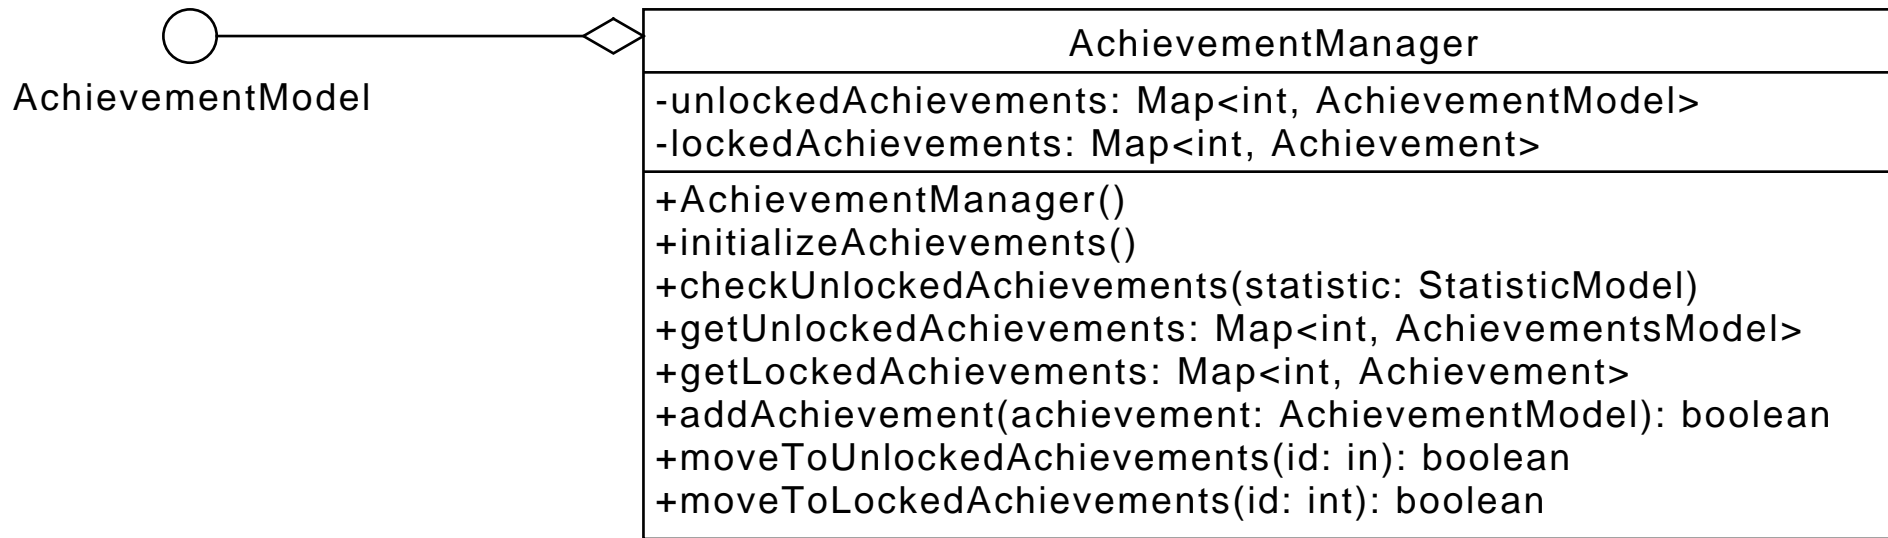 AchievementManager
AchievementModel
-unlockedAchievements: Map<int, AchievementModel>
-lockedAchievements: Map<int, Achievement>
+AchievementManager()
+initializeAchievements()
+checkUnlockedAchievements(statistic: StatisticModel)
+getUnlockedAchievements: Map<int, AchievementsModel>
+getLockedAchievements: Map<int, Achievement>
+addAchievement(achievement: AchievementModel): boolean
+moveToUnlockedAchievements(id: in): boolean
+moveToLockedAchievements(id: int): boolean